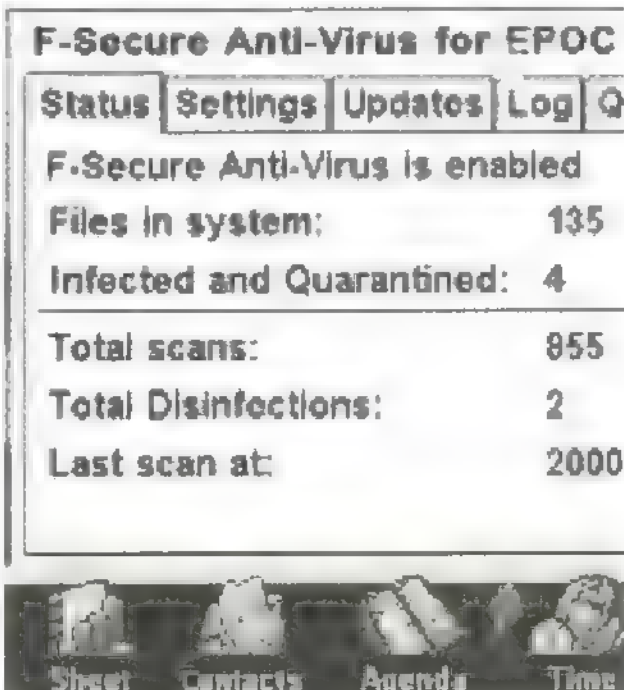 F-Secure Anti-Virus for EPOC
Status Settings Updates Log Q
F-Secure Anti-Virus is enabled
Files in system: 135
Infected and Quarantined: 4
Total scans: 855
Total Disinfections: 2
Last scan at: 2000
Sheet Contacts Agenda Time